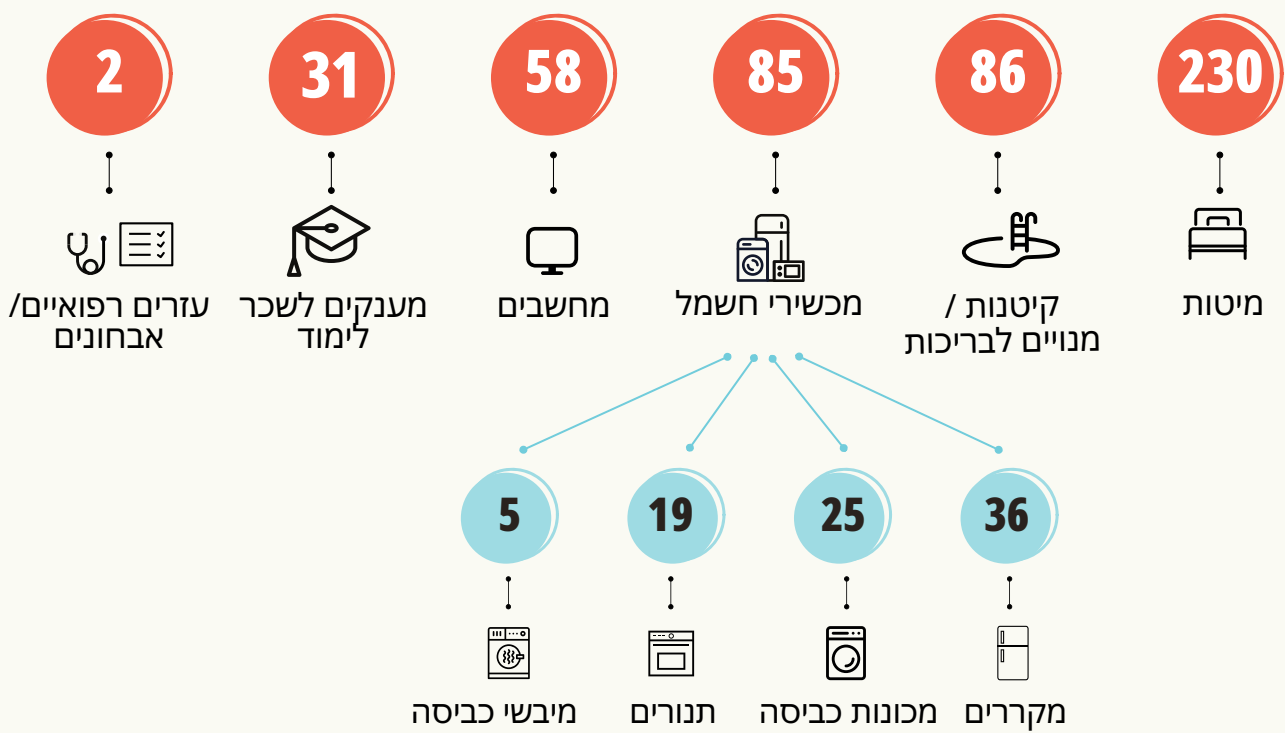 230
מיטות
86
קיטנות /
מנויים לבריכות
85
מכשירי חשמל
58
מחשבים
31
מענקים לשכר
לימוד
2
עזרים רפואיים/
אבחונים
36
מקררים
25
מכונות כביסה
19
תנורים
5
מיבשי כביסה